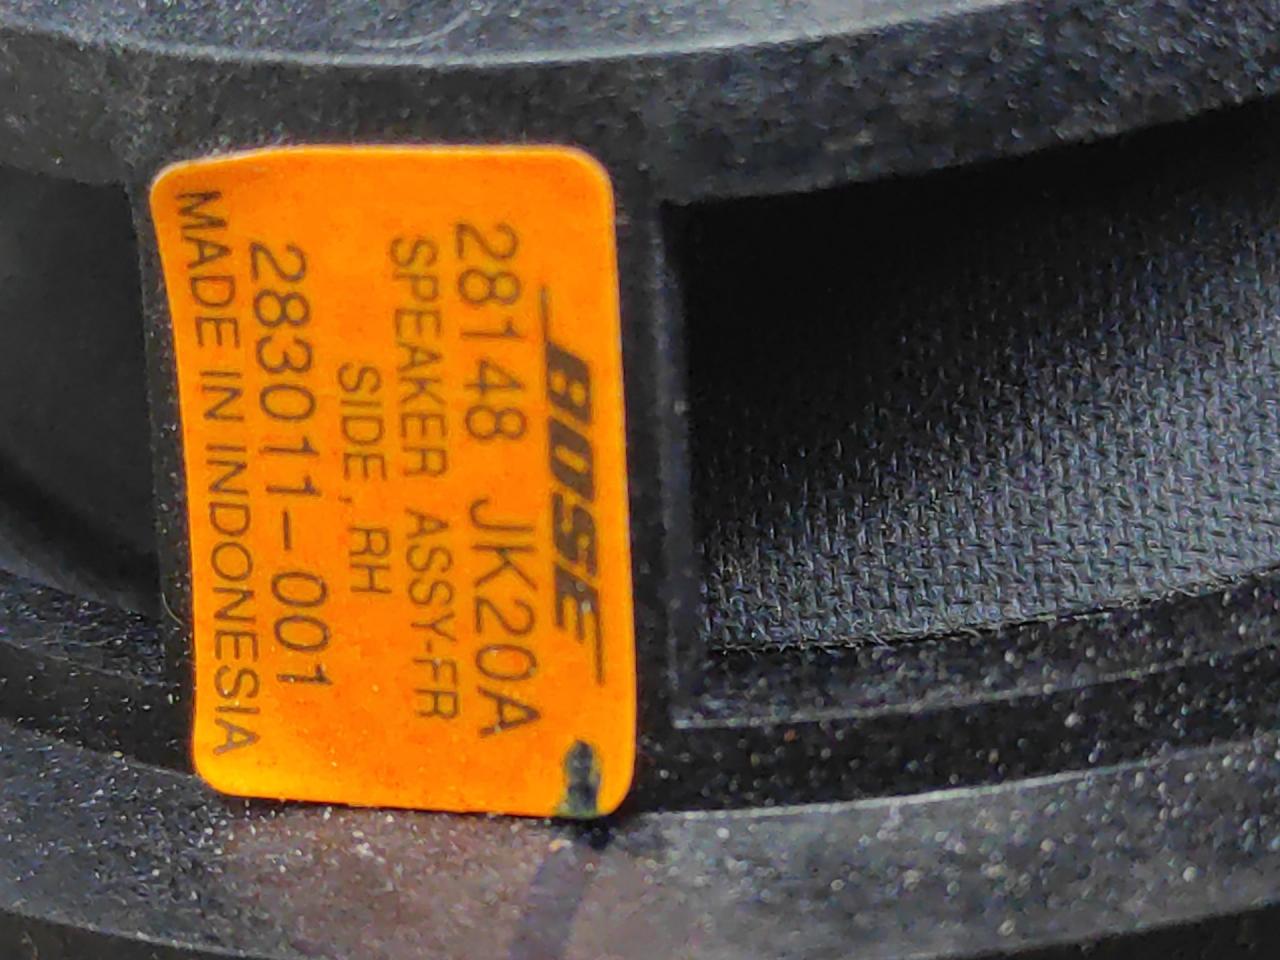 BOSE
28148 JK20A
SPEAKER ASSY-FR
SIDE, RH
283011-001
MADE IN INDONESIA